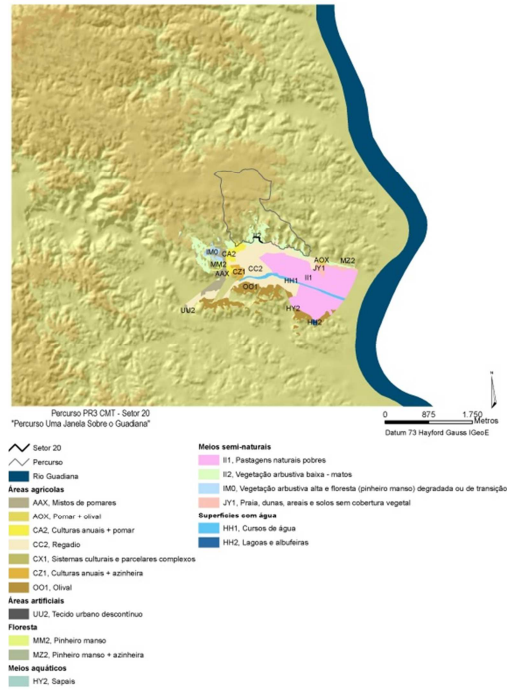 II2
IM0
CA2
MM2
CZ1
CC2
AOX
MZ2
JY1
AAX
II1
HH1
OO1
UU2
HY2
HH2
Percurso PR3 CMT - Setor 20
"Percurso Uma Janela Sobre o Guadiana"
0 875 1.750
Metros
Datum 73 Hayford Gauss IGeoE
Setor 20
Percurso
Rio Guadiana
Áreas agrícolas
AAX, Mistos de pomares
AOX, Pomar + olival
CA2, Culturas anuais + pomar
CC2, Regadio
CX1, Sistemas culturais e parcelares complexos
CZ1, Culturas anuais + azinheira
OO1, Olival
Áreas artificiais
UU2, Tecido urbano descontínuo
Floresta
MM2, Pinheiro manso
MZ2, Pinheiro manso + azinheira
Meios aquáticos
HY2, Sapais
Meios semi-naturais
II1, Pastagens naturais pobres
II2, Vegetação arbustiva baixa - matos
IM0, Vegetação arbustiva alta e floresta (pinheiro manso) degradada ou de transição
JY1, Praia, dunas, areais e solos sem cobertura vegetal
Superfícies com água
HH1, Cursos de água
HH2, Lagoas e albufeiras